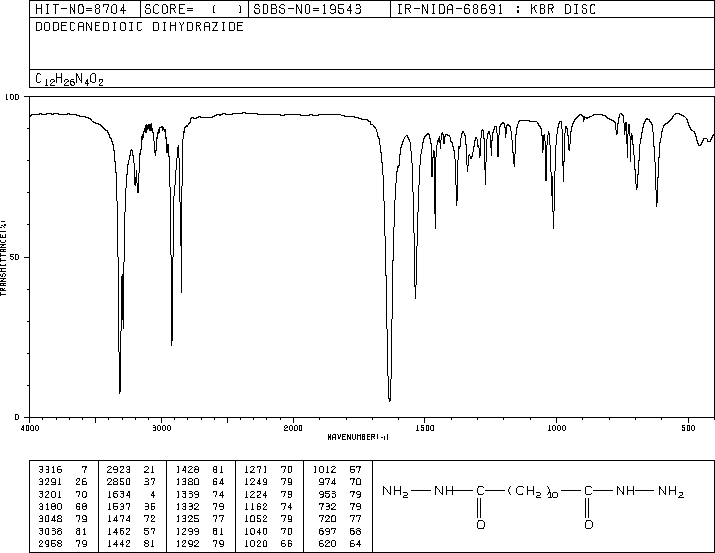 HIT-NO=8704 SCORE= ( ) SDBS-NO=19543 IR-NIDA-68691 : KBR DISC
DODECANEDIOIC DIHYDRAZIDE
C12H26N4O2
100
50
0
TRANSMITTANCE(%)
4000 3000 2000 1500 1000 500
WAVENUMBER(-1)
3316 7 2923 21 1428 81 1271 70 1012 57
3291 26 2850 37 1380 64 1249 79 974 70
3201 70 1634 4 1339 74 1224 79 953 79
3180 68 1537 36 1332 79 1162 74 732 79
3048 79 1474 72 1325 77 1052 79 720 77
3036 81 1462 57 1299 81 1040 70 697 68
2958 79 1442 81 1292 79 1020 66 620 64
NH2 — NH — C — (CH2)10 — C — NH — NH2
O O